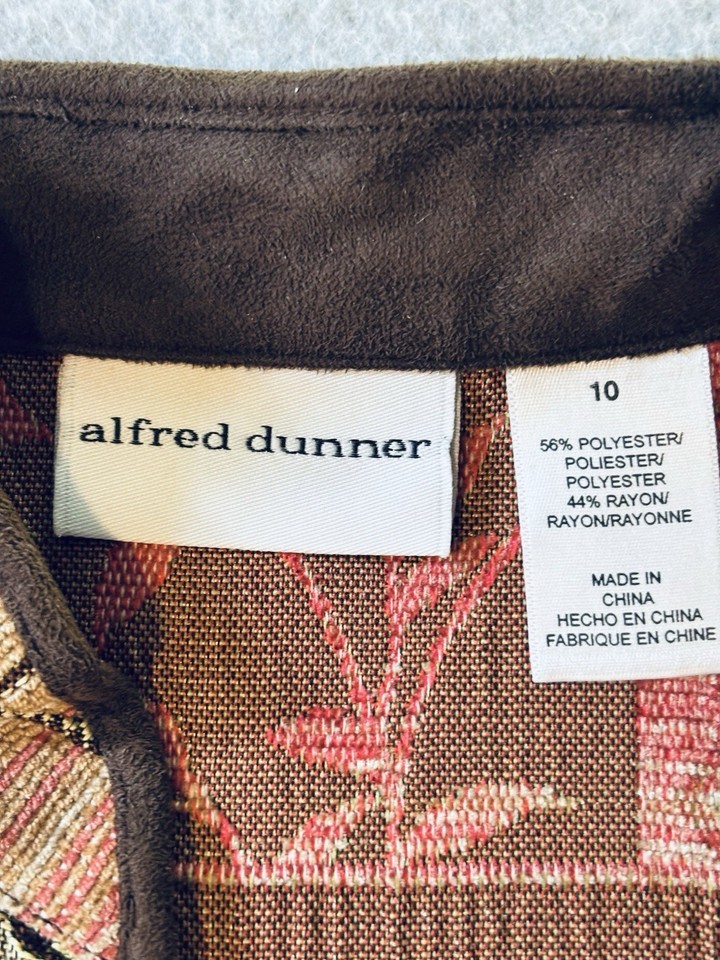 alfred dunner
10
56% POLYESTER/
POLIESTER/
POLYESTER
44% RAYON/
RAYON/RAYONNE
MADE IN
CHINA
HECHO EN CHINA
FABRIQUE EN CHINE